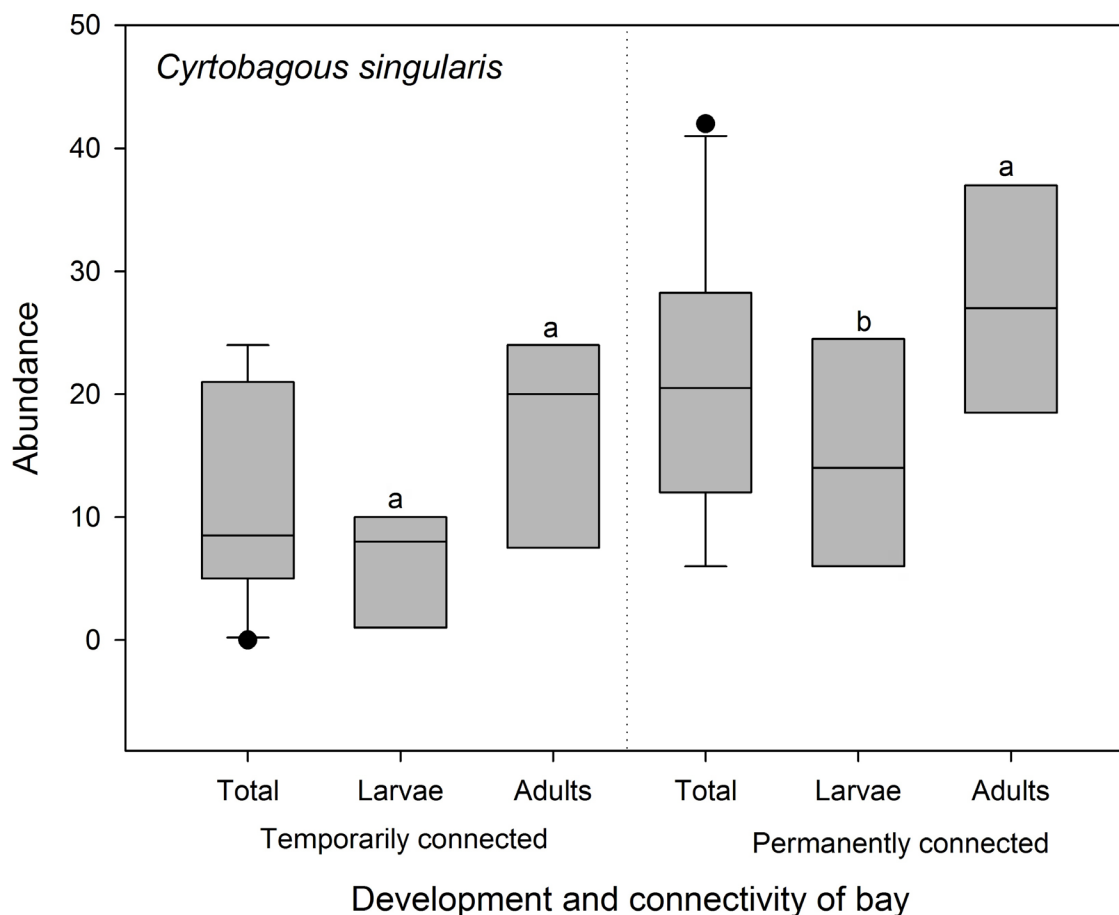 Cyrtobagous singularis
Abundance
50
40
30
20
10
0
a
a
b
a
Total Larvae Adults Total Larvae Adults
Temporarily connected Permanently connected
Development and connectivity of bay